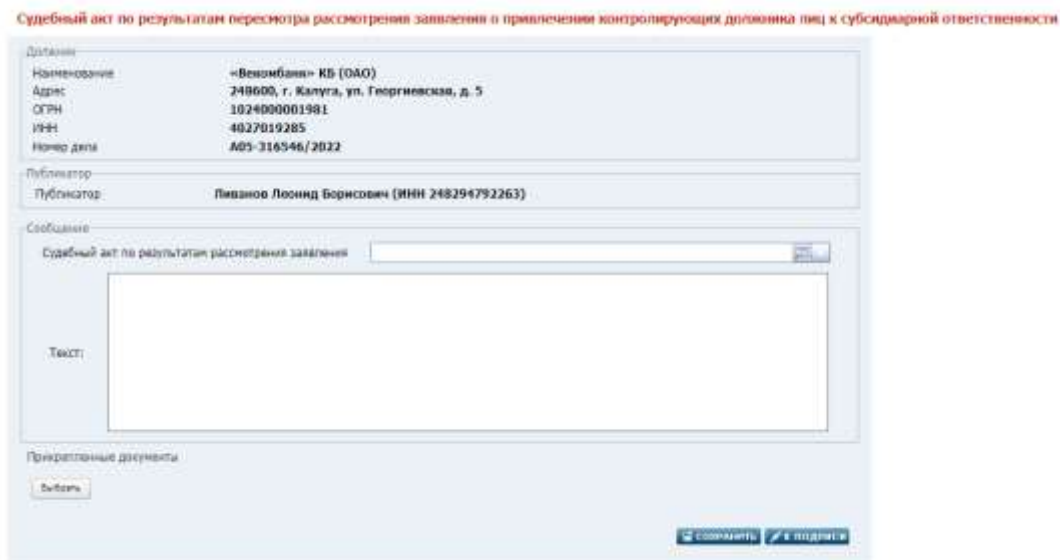 Судебный акт по результатам пересмотра рассмотрения заявления о привлечении контролирующих должника лиц к субсидиарной ответственности
Должник
Наименование «Векомбанк» КБ (ОАО)
Адрес 248600, г. Калуга, ул. Георгиевская, д. 5
ОГРН 1024000001981
ИНН 4027019285
Номер дела А05-316546/2022
Публикатор
Публикатор Ливанов Леонид Борисович (ИНН 248294792263)
Сообщение
Судебный акт по результатам рассмотрения заявления
Текст:
Прикрепленные документы
Выбрать
СОХРАНИТЬ К ПОДПИСИ